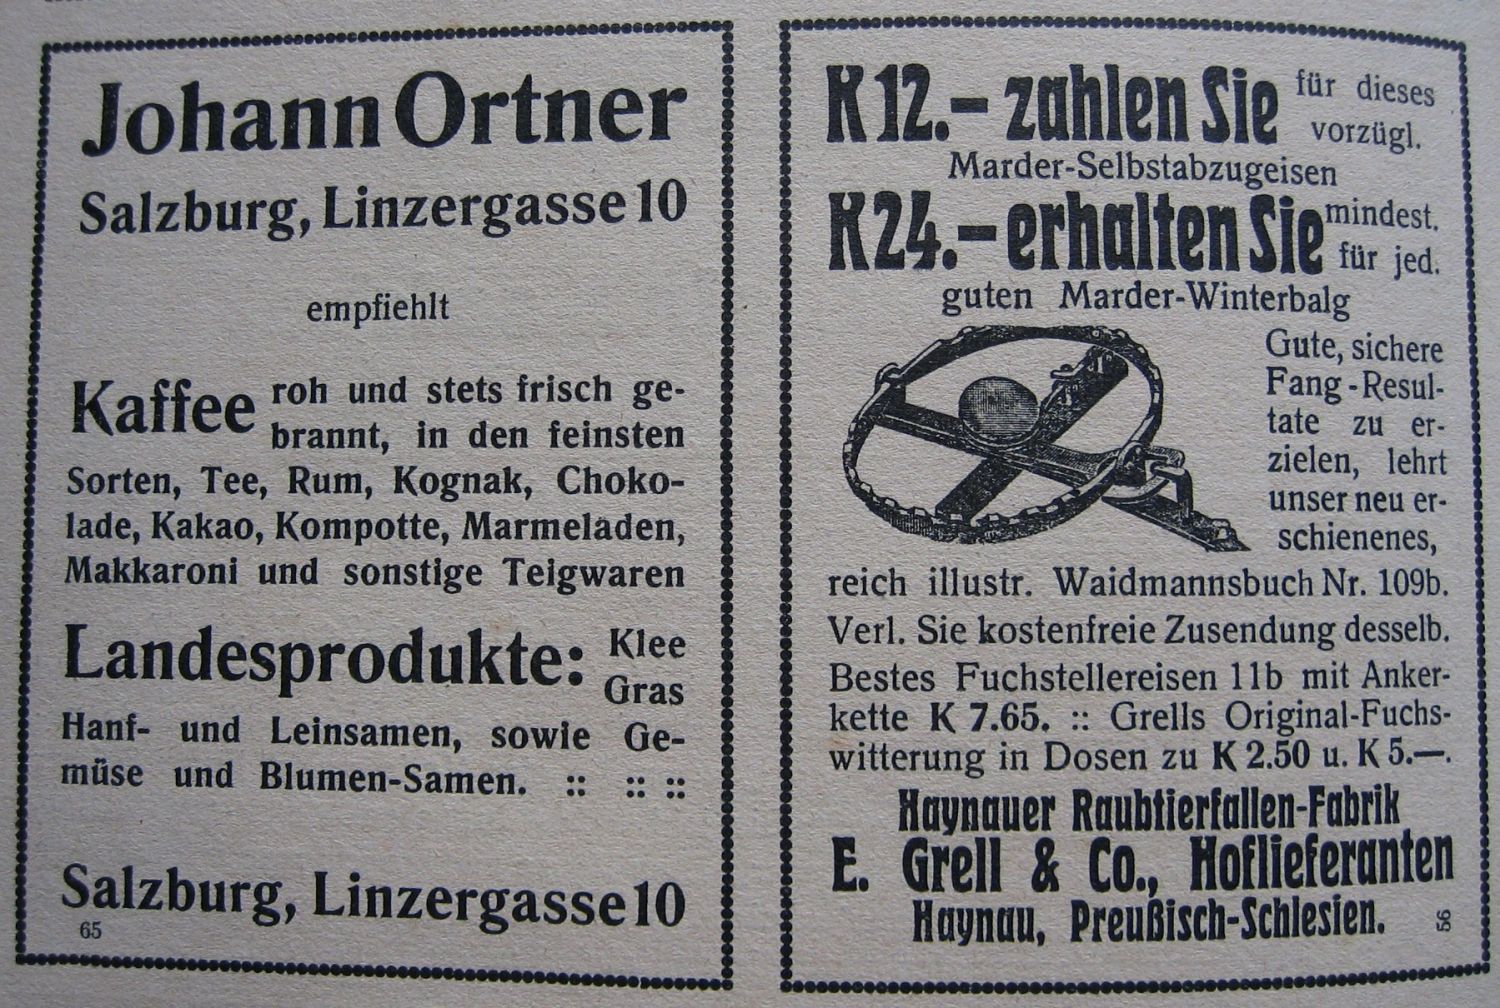 Johann Ortner
Salzburg, Linzergasse 10
empfiehlt
Kaffee roh und stets frisch ge-
brannt, in den feinsten
Sorten, Tee, Rum, Kognak, Choko-
lade, Kakao, Kompotte, Marmeladen,
Makkaroni und sonstige Teigwaren
Landesprodukte: Klee
Gras
Hanf- und Leinsamen, sowie Ge-
müse und Blumen-Samen. :: :: ::
Salzburg, Linzergasse 10
65
K 12.– zahlen Sie für dieses
vorzügl.
Marder-Selbstabzugeisen
K 24.– erhalten Sie mindest.
für jed.
guten Marder-Winterbalg
Gute, sichere
Fang-Resul-
tate zu er-
zielen, lehrt
unser neu er-
schienenes,
reich illustr. Waidmannsbuch Nr. 109b.
Verl. Sie kostenfreie Zusendung desselb.
Bestes Fuchstellereisen 11b mit Anker-
kette K 7.65. :: Grells Original-Fuchs-
witterung in Dosen zu K 2.50 u. K 5.—.
Haynauer Raubtierfallen-Fabrik
E. Grell & Co., Hoflieferanten
Haynau, Preußisch-Schlesien.
56